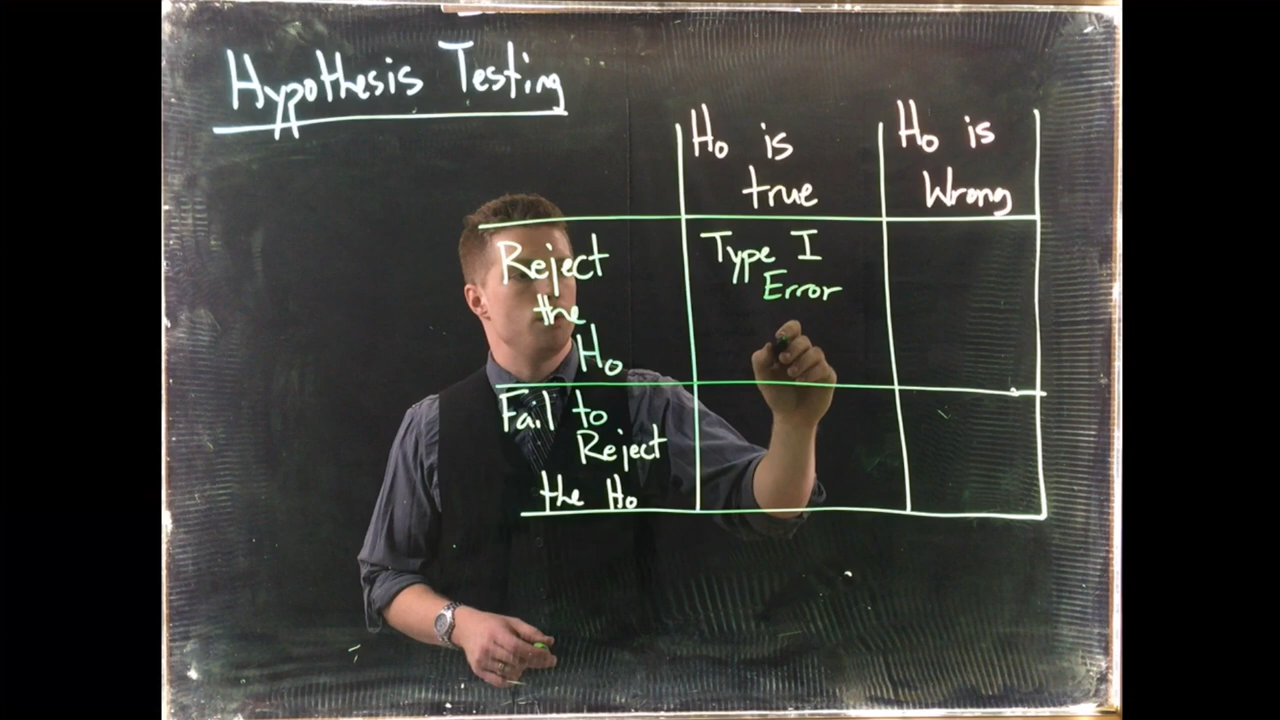 Hypothesis Testing
Ho is
true
Ho is
Wrong
Reject
the
Ho
Type I
Error
Fail to
Reject
the Ho